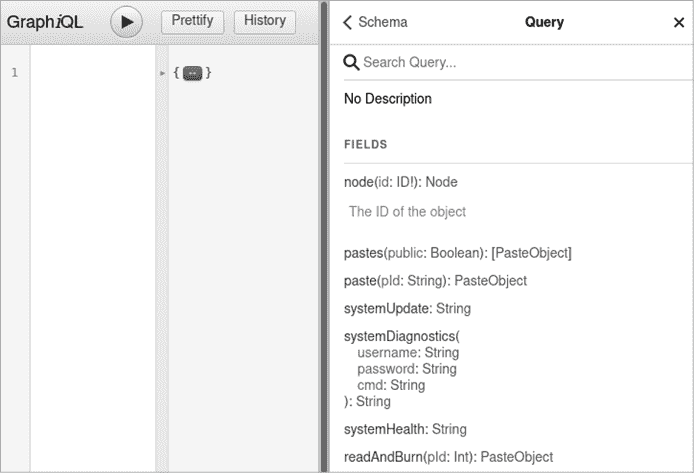 GraphiQL
Prettify
History
Schema
Query
×
Search Query...
1
{↔}
No Description
FIELDS
node(id: ID!): Node
The ID of the object
pastes(public: Boolean): [PasteObject]
paste(pId: String): PasteObject
systemUpdate: String
systemDiagnostics(
username: String
password: String
cmd: String
): String
systemHealth: String
readAndBurn(pId: Int): PasteObject